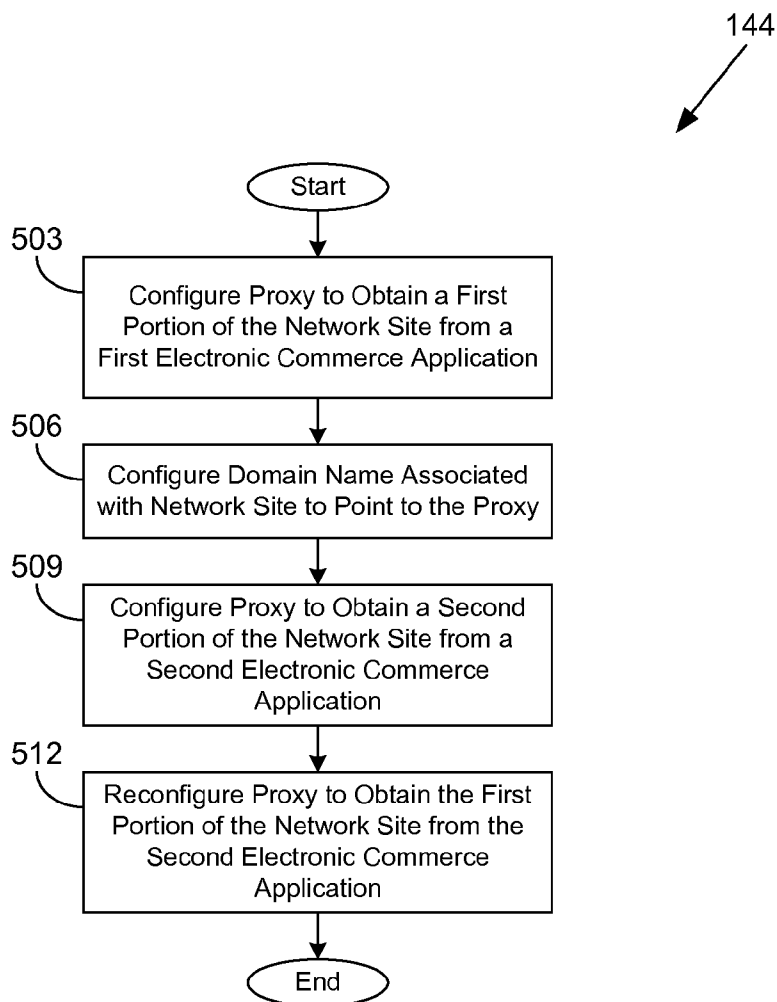 144
Start
503
Configure Proxy to Obtain a First
Portion of the Network Site from a
First Electronic Commerce Application
506
Configure Domain Name Associated
with Network Site to Point to the Proxy
509
Configure Proxy to Obtain a Second
Portion of the Network Site from a
Second Electronic Commerce
Application
512
Reconfigure Proxy to Obtain the First
Portion of the Network Site from the
Second Electronic Commerce
Application
End